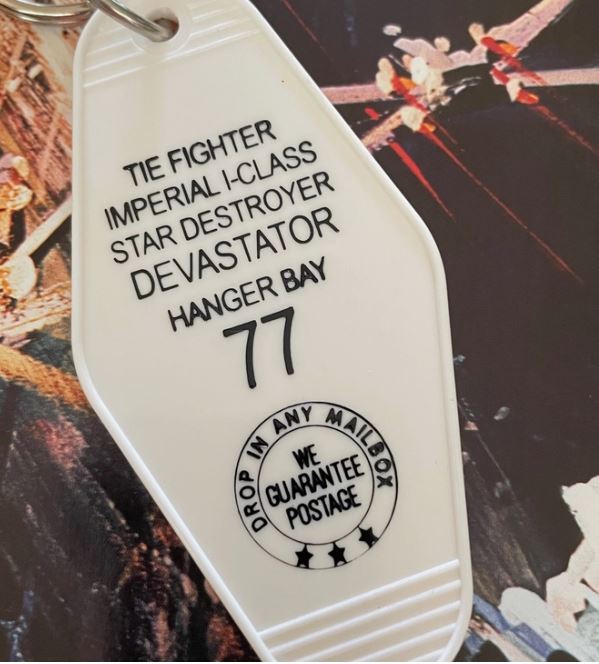 TIE FIGHTER
IMPERIAL I-CLASS
STAR DESTROYER
DEVASTATOR
HANGER BAY
77
DROP IN ANY MAILBOX
WE
GUARANTEE
POSTAGE